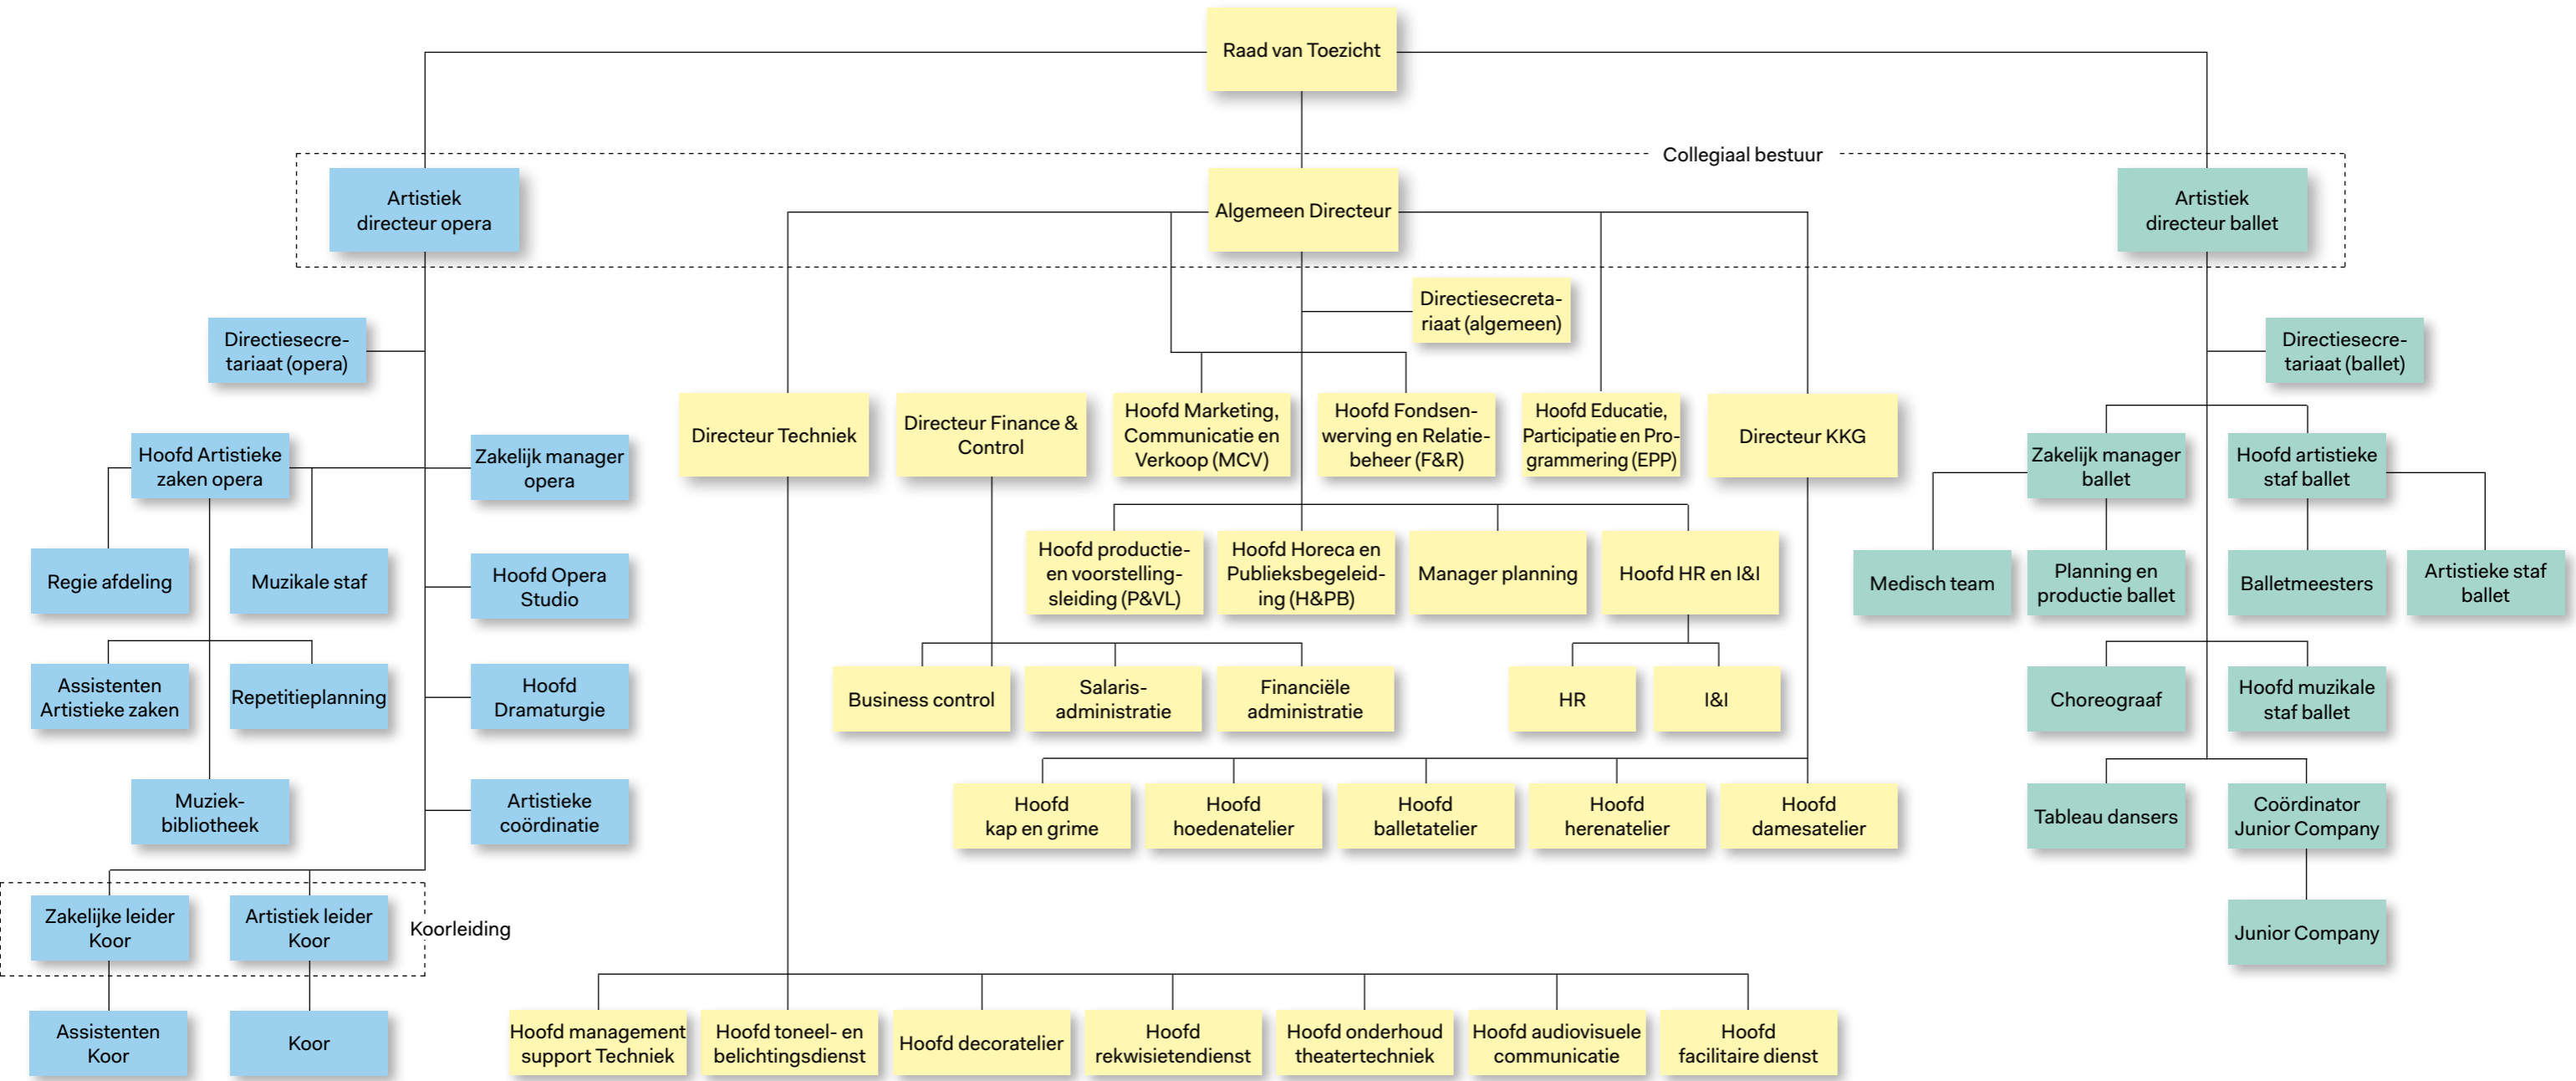 Raad van Toezicht
Collegiaal bestuur
Artistiek
directeur opera
Algemeen Directeur
Artistiek
directeur ballet
Directiesecreta-
riaat (algemeen)
Directiesecre-
tariaat (opera)
Directiesecre-
tariaat (ballet)
Hoofd Artistieke
zaken opera
Zakelijk manager
opera
Directeur Techniek
Directeur Finance &
Control
Hoofd Marketing,
Communicatie en
Verkoop (MCV)
Hoofd Fondsen-
werving en Relatie-
beheer (F&R)
Hoofd Educatie,
Participatie en Pro-
grammering (EPP)
Directeur KKG
Zakelijk manager
ballet
Hoofd artistieke
staf ballet
Regie afdeling
Muzikale staf
Hoofd Opera
Studio
Hoofd productie-
en voorstelling-
sleiding (P&VL)
Hoofd Horeca en
Publieksbegeleid-
ing (H&PB)
Manager planning
Hoofd HR en I&I
Medisch team
Planning en
productie ballet
Balletmeesters
Artistieke staf
ballet
Assistenten
Artistieke zaken
Repetitieplanning
Hoofd
Dramaturgie
Business control
Salaris-
administratie
Financiële
administratie
HR
I&I
Choreograaf
Hoofd muzikale
staf ballet
Muziek-
bibliotheek
Artistieke
coördinatie
Hoofd
kap en grime
Hoofd
hoedenatelier
Hoofd
balletatelier
Hoofd
herenatelier
Hoofd
damesatelier
Tableau dansers
Coördinator
Junior Company
Zakelijke leider
Koor
Artistiek leider
Koor
Koorleiding
Junior Company
Assistenten
Koor
Koor
Hoofd management
support Techniek
Hoofd toneel- en
belichtingsdienst
Hoofd decoratelier
Hoofd
rekwisietendienst
Hoofd onderhoud
theatertechniek
Hoofd audiovisuele
communicatie
Hoofd
facilitaire dienst